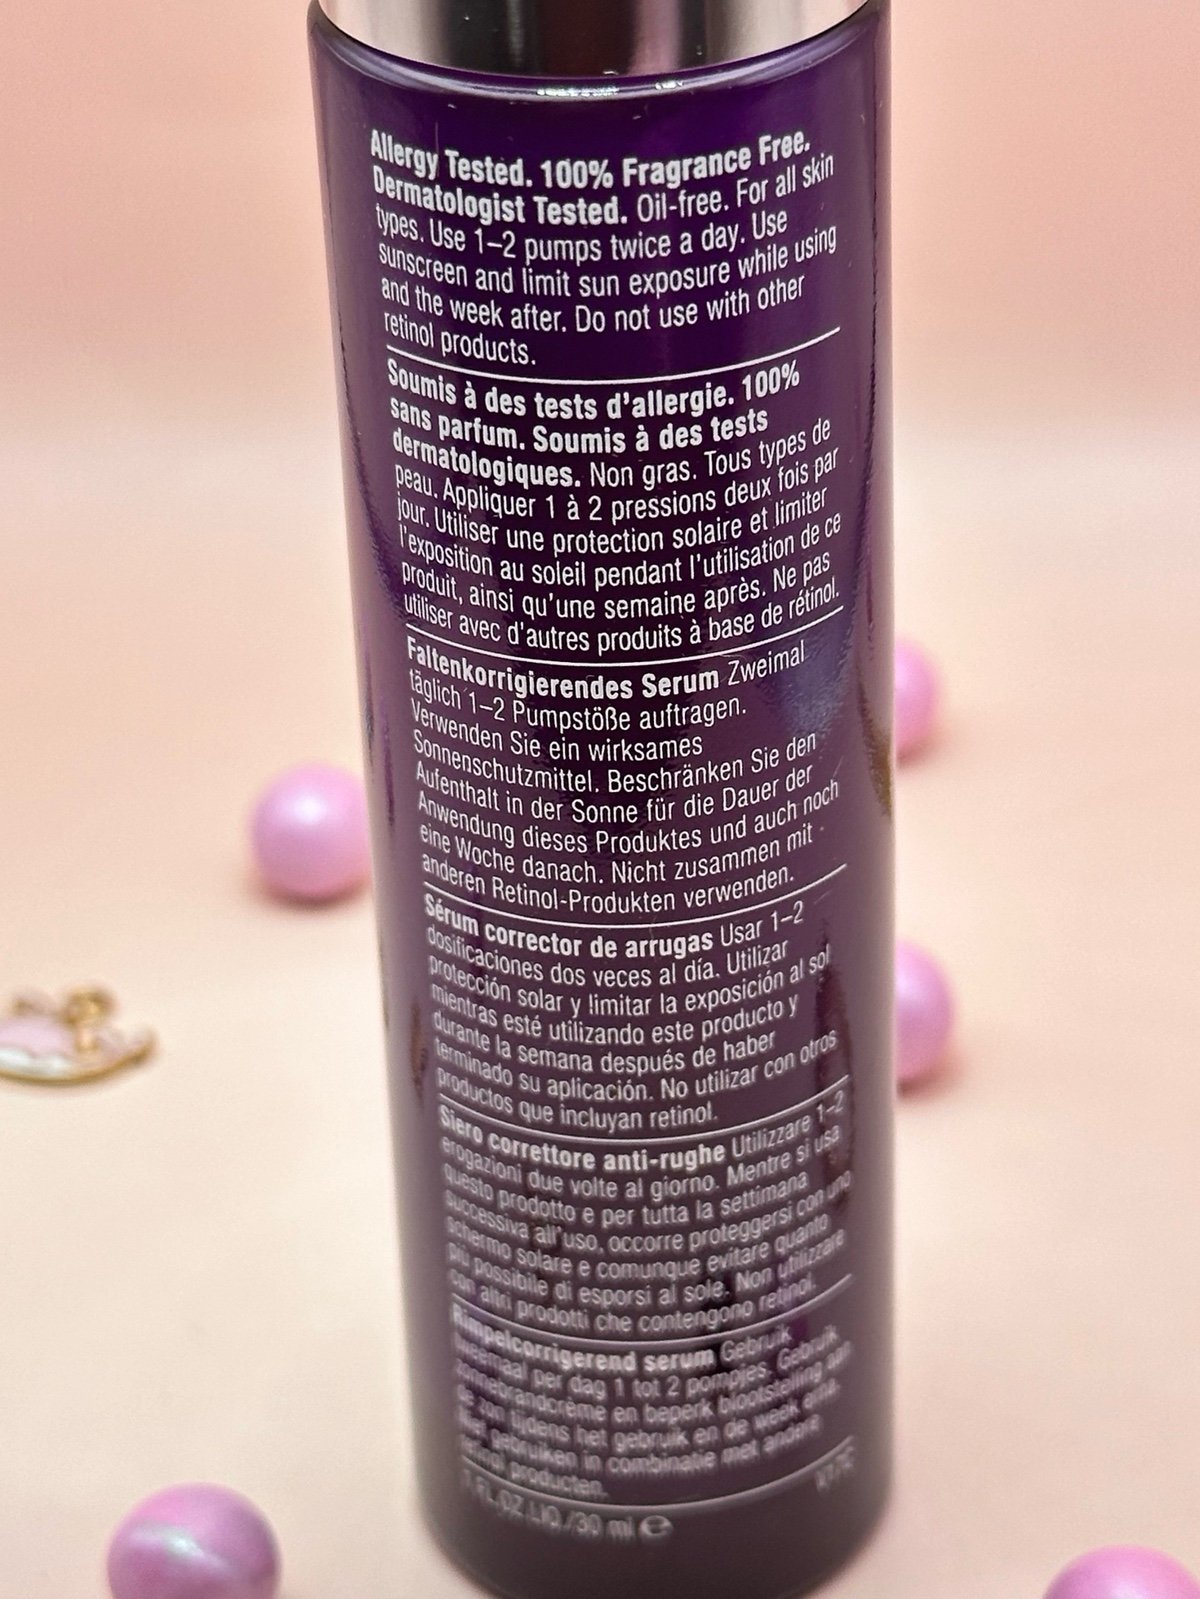 Allergy Tested. 100% Fragrance Free.
Dermatologist Tested. Oil-free. For all skin
types. Use 1–2 pumps twice a day. Use
sunscreen and limit sun exposure while using
and the week after. Do not use with other
retinol products.
Soumis à des tests d'allergie. 100%
sans parfum. Soumis à des tests
dermatologiques. Non gras. Tous types de
peau. Appliquer 1 à 2 pressions deux fois par
jour. Utiliser une protection solaire et limiter
l'exposition au soleil pendant l'utilisation de ce
produit, ainsi qu'une semaine après. Ne pas
utiliser avec d'autres produits à base de rétinol.
Faltenkorrigierendes Serum Zweimal
täglich 1–2 Pumpstöße auftragen.
Verwenden Sie ein wirksames
Sonnenschutzmittel. Beschränken Sie den
Aufenthalt in der Sonne für die Dauer der
Anwendung dieses Produktes und auch noch
eine Woche danach. Nicht zusammen mit
anderen Retinol-Produkten verwenden.
Sérum corrector de arrugas Usar 1–2
dosificaciones dos veces al día. Utilizar
protección solar y limitar la exposición al sol
mientras esté utilizando este producto y
durante la semana después de haber
terminado su aplicación. No utilizar con otros
productos que incluyan retinol.
Siero correttore anti-rughe Utilizzare 1–2
erogazioni due volte al giorno. Mentre si usa
questo prodotto e per tutta la settimana
successiva all'uso, occorre proteggersi con uno
schermo solare e comunque evitare quanto
più possibile di esporsi al sole. Non utilizzare
con altri prodotti che contengono retinol.
Rimpelcorrigerend serum Gebruik
tweemaal per dag 1 tot 2 pompjes. Gebruik
zonnebrandcrème en beperk blootstelling aan
de zon tijdens het gebruik en de week erna.
Niet gebruiken in combinatie met andere
retinol producten.
1 FL.OZ.LIQ./30 ml ℮